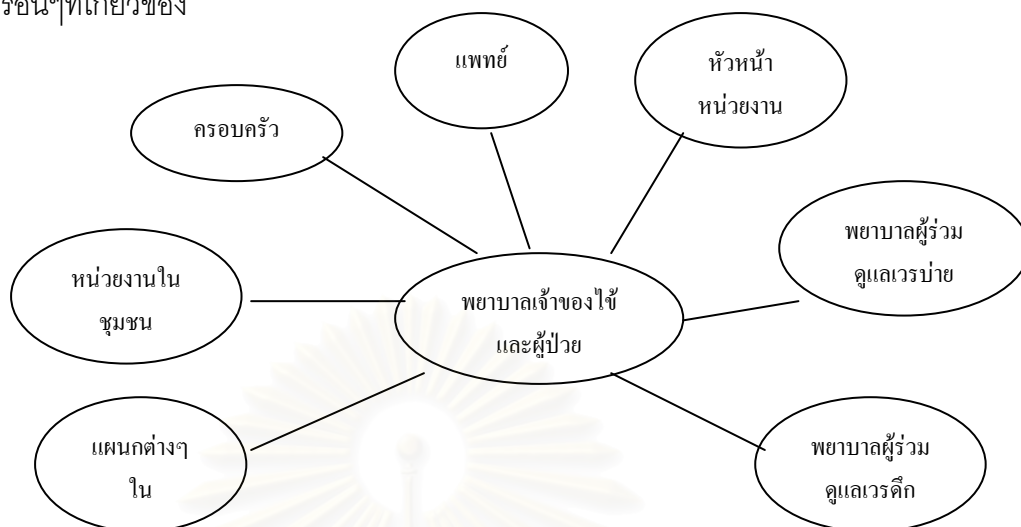 แพทย์
หัวหน้า
หน่วยงาน
ครอบครัว
พยาบาลผู้ร่วม
ดูแลเวรบ่าย
หน่วยงานใน
ชุมชน
พยาบาลเจ้าของไข้
และผู้ป่วย
แผนกต่างๆ
ใน
พยาบาลผู้ร่วม
ดูแลเวรดึก